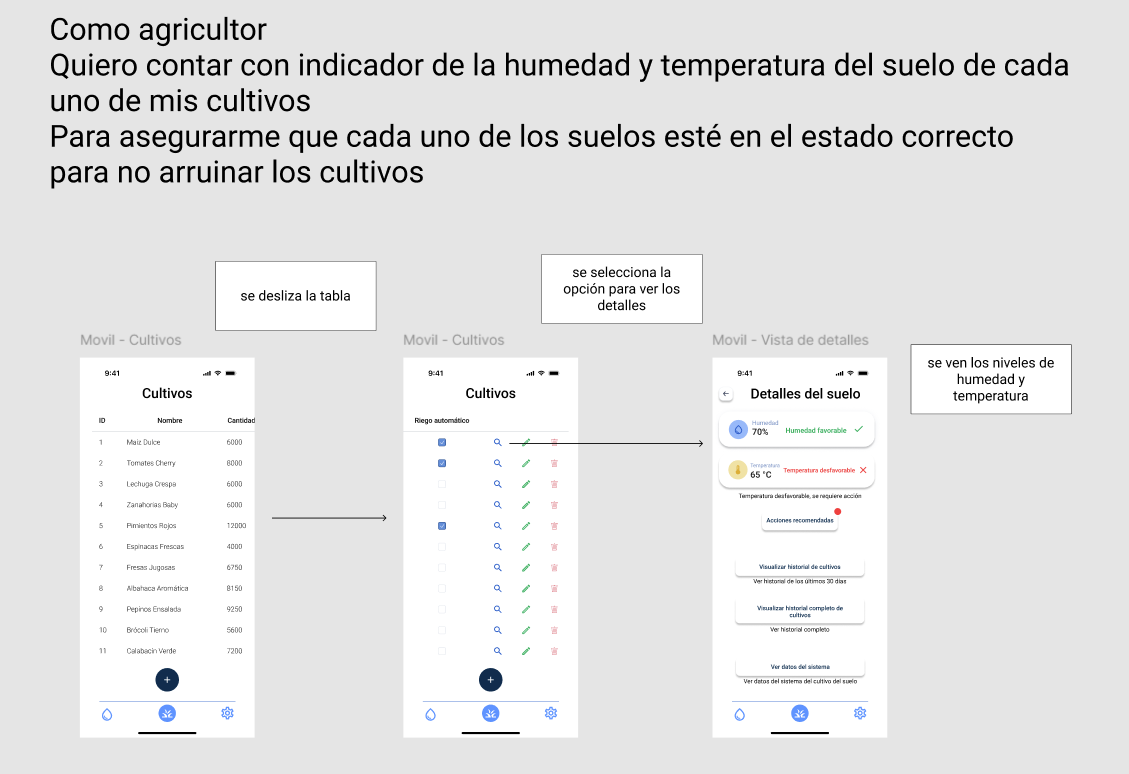 Como agricultor
Quiero contar con indicador de la humedad y temperatura del suelo de cada
uno de mis cultivos
Para asegurarme que cada uno de los suelos esté en el estado correcto
para no arruinar los cultivos
se desliza la tabla
se selecciona la
opción para ver los
detalles
se ven los niveles de
humedad y
temperatura
Movil - Cultivos
9:41
Cultivos
ID Nombre Cantidad
1 Maíz Dulce 6000
2 Tomates Cherry 8000
3 Lechuga Crespa 6000
4 Zanahorias Baby 6000
5 Pimientos Rojos 12000
6 Espinacas Frescas 4000
7 Fresas Jugosas 6750
8 Albahaca Aromática 8150
9 Pepinos Ensalada 9250
10 Brócoli Tierno 5600
11 Calabacín Verde 7200
Movil - Cultivos
9:41
Cultivos
Riego automático
Movil - Vista de detalles
9:41
Detalles del suelo
Humedad
70%
Humedad favorable
Temperatura
65 °C
Temperatura desfavorable
Temperatura desfavorable, se requiere acción
Acciones recomendadas
Visualizar historial de cultivos
Ver historial de los últimos 30 días
Visualizar historial completo de
cultivos
Ver historial completo
Ver datos del sistema
Ver datos del sistema del cultivo del suelo